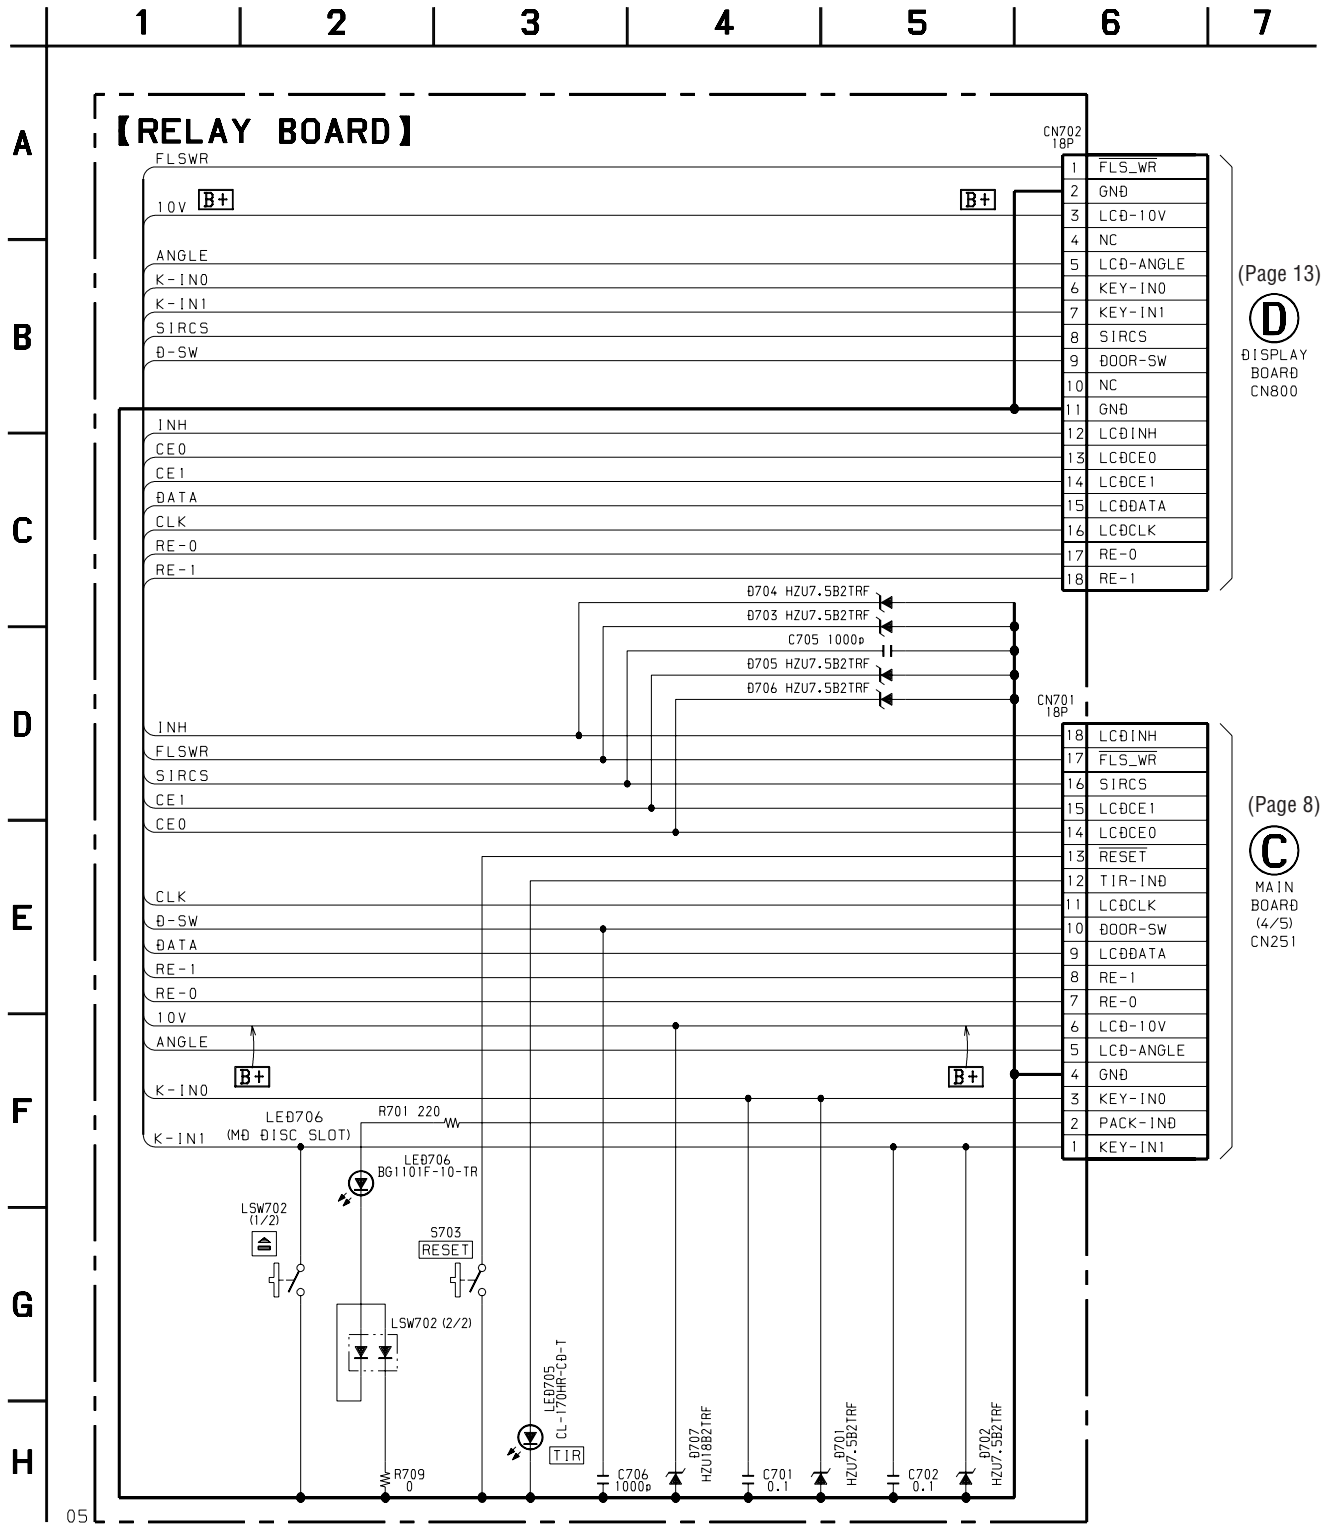 1 2 3 4 5 6 7
A
B
C
D
E
F
G
H
【RELAY BOARD】
FLSWR
10V
B+
B+
ANGLE
K-IN0
K-IN1
SIRCS
D-SW
INH
CE0
CE1
DATA
CLK
RE-0
RE-1
CN702
18P
1 FLS_WR
2 GND
3 LCD-10V
4 NC
5 LCD-ANGLE
6 KEY-IN0
7 KEY-IN1
8 SIRCS
9 DOOR-SW
10 NC
11 GND
12 LCDINH
13 LCDCE0
14 LCDCE1
15 LCDDATA
16 LCDCLK
17 RE-0
18 RE-1
(Page 13)
D
DISPLAY
BOARD
CN800
D704 HZU7.5B2TRF
D703 HZU7.5B2TRF
C705 1000p
D705 HZU7.5B2TRF
D706 HZU7.5B2TRF
INH
FLSWR
SIRCS
CE1
CE0
CLK
D-SW
DATA
RE-1
RE-0
10V
ANGLE
B+
B+
K-IN0
K-IN1
CN701
18P
18 LCDINH
17 FLS_WR
16 SIRCS
15 LCDCE1
14 LCDCE0
13 RESET
12 TIR-IND
11 LCDCLK
10 DOOR-SW
9 LCDDATA
8 RE-1
7 RE-0
6 LCD-10V
5 LCD-ANGLE
4 GND
3 KEY-IN0
2 PACK-IND
1 KEY-IN1
(Page 8)
C
MAIN
BOARD
(4/5)
CN251
LED706
(MD DISC SLOT)
R701 220
LED706
BG1101F-10-TR
LSW702
(1/2)
S703
RESET
LSW702 (2/2)
LED705
CL-170HR-CD-T
TIR
R709
0
C706
1000p
D707
HZU18B2TRF
C701
0.1
D701
HZU7.5B2TRF
C702
0.1
D702
HZU7.5B2TRF
05